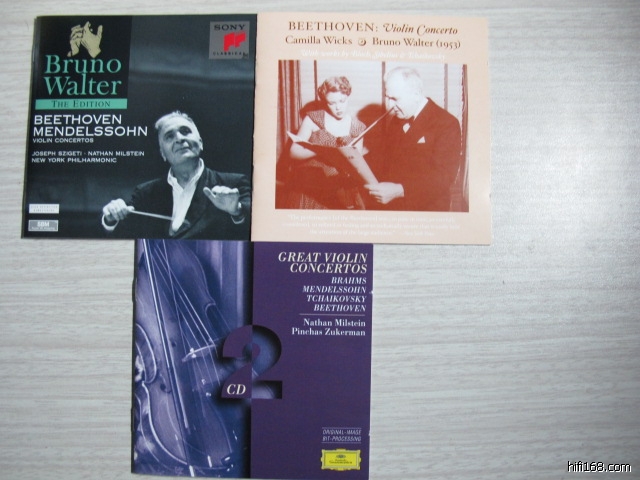 Bruno
Walter
THE EDITION
BEETHOVEN
MENDELSSOHN
VIOLIN CONCERTOS
JOSEPH SZIGETI · NATHAN MILSTEIN
NEW YORK PHILHARMONIC
SONY
CLASSICAL
BEETHOVEN: Violin Concerto
Camilla Wicks Bruno Walter (1953)
GREAT VIOLIN
CONCERTOS
BRAHMS
MENDELSSOHN
TCHAIKOVSKY
BEETHOVEN
Nathan Milstein
Pinchas Zukerman
2
CD
ORIGINAL-IMAGE
BIT-PROCESSING
hifi168.com